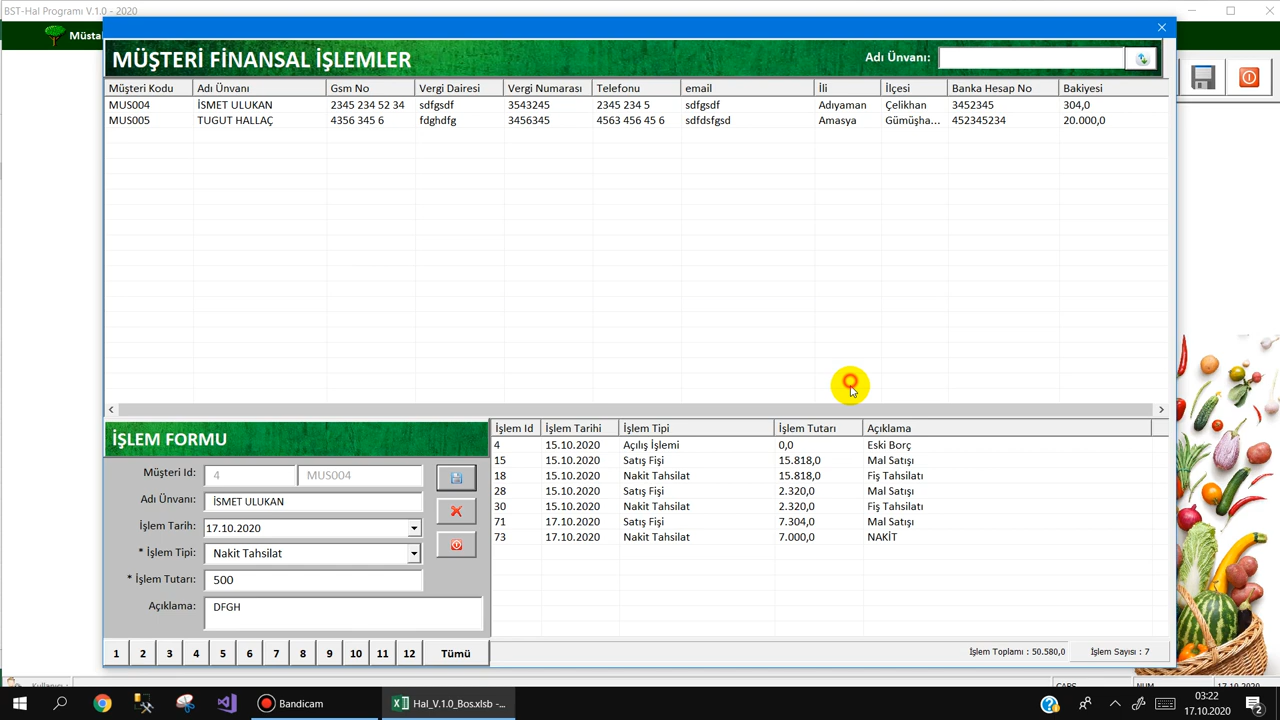 BST-Hal Programı V.1.0 - 2020
Müsta
MÜŞTERİ FİNANSAL İŞLEMLER
Adı Ünvanı:
Müşteri Kodu Adı Ünvanı Gsm No Vergi Dairesi Vergi Numarası Telefonu email İli İlçesi Banka Hesap No Bakiyesi
MUS004 İSMET ULUKAN 2345 234 52 34 sdfgsdf 3543245 2345 234 5 sdfgsdf Adıyaman Çelikhan 3452345 304,0
MUS005 TUGUT HALLAÇ 4356 345 6 fdghdfg 3456345 4563 456 45 6 sdfdsfgsd Amasya Gümüşha... 452345234 20.000,0
İŞLEM FORMU
Müşteri Id: 4 MUS004
Adı Ünvanı: İSMET ULUKAN
İşlem Tarih: 17.10.2020
* İşlem Tipi: Nakit Tahsilat
* İşlem Tutarı: 500
Açıklama: DFGH
1 2 3 4 5 6 7 8 9 10 11 12 Tümü
İşlem Id İşlem Tarihi İşlem Tipi İşlem Tutarı Açıklama
4 15.10.2020 Açılış İşlemi 0,0 Eski Borç
15 15.10.2020 Satış Fişi 15.818,0 Mal Satışı
18 15.10.2020 Nakit Tahsilat 15.818,0 Fiş Tahsilatı
28 15.10.2020 Satış Fişi 2.320,0 Mal Satışı
30 15.10.2020 Nakit Tahsilat 2.320,0 Fiş Tahsilatı
71 17.10.2020 Satış Fişi 7.304,0 Mal Satışı
73 17.10.2020 Nakit Tahsilat 7.000,0 NAKİT
İşlem Toplamı : 50.580,0 İşlem Sayısı : 7
Kullanıcı : CAPS NUM 17.10.2020
Bandicam Hal_V.1.0_Bos.xlsb -... 03:22
17.10.2020 2